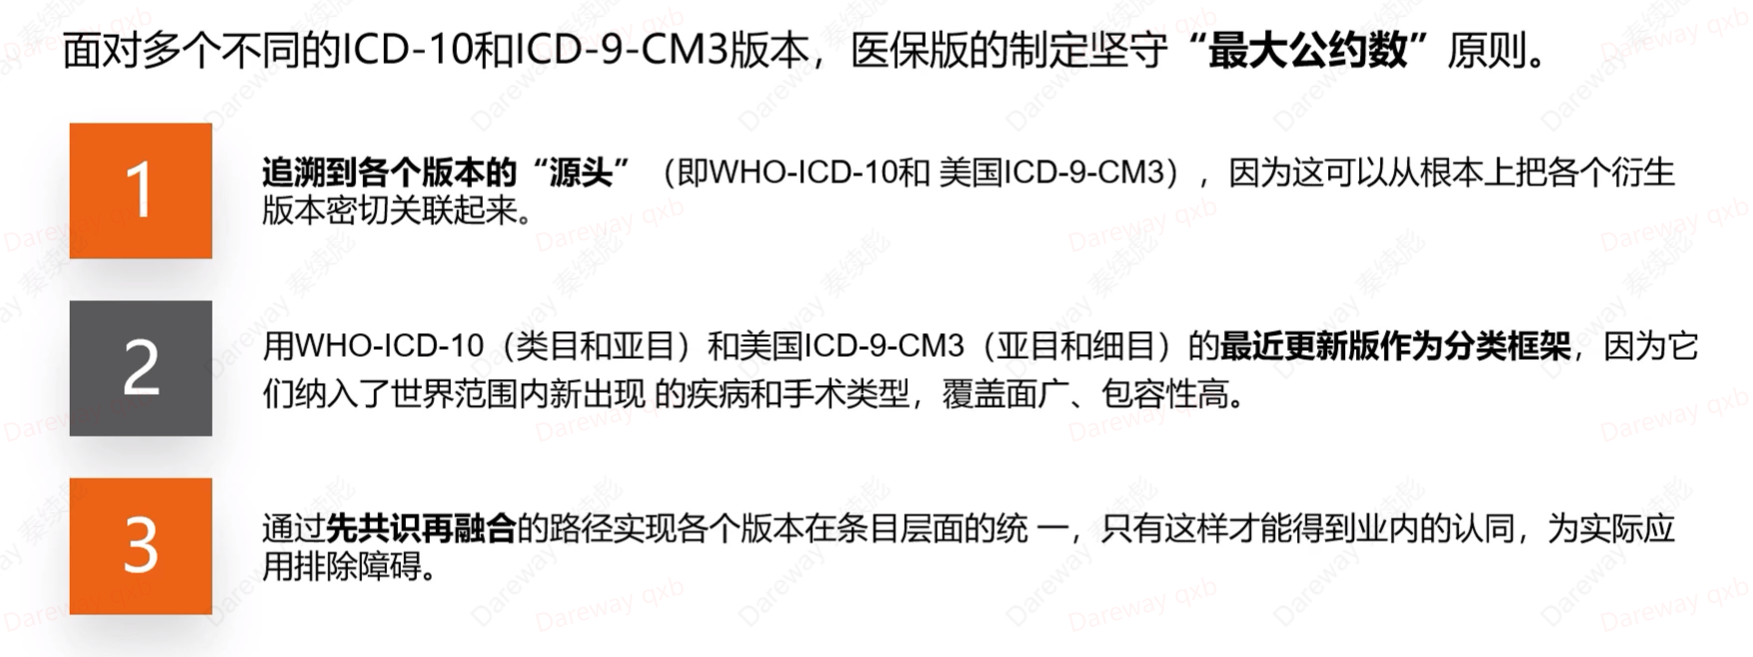 面对多个不同的ICD-10和ICD-9-CM3版本，医保版的制定坚守“最大公约数”原则。
1
追溯到各个版本的“源头”（即WHO-ICD-10和 美国ICD-9-CM3），因为这可以从根本上把各个衍生
版本密切关联起来。
2
用WHO-ICD-10（类目和亚目）和美国ICD-9-CM3（亚目和细目）的最近更新版作为分类框架，因为它
们纳入了世界范围内新出现 的疾病和手术类型，覆盖面广、包容性高。
3
通过先共识再融合的路径实现各个版本在条目层面的统 一，只有这样才能得到业内的认同，为实际应
用排除障碍。
Dareway qxb
Dareway 秦续彪